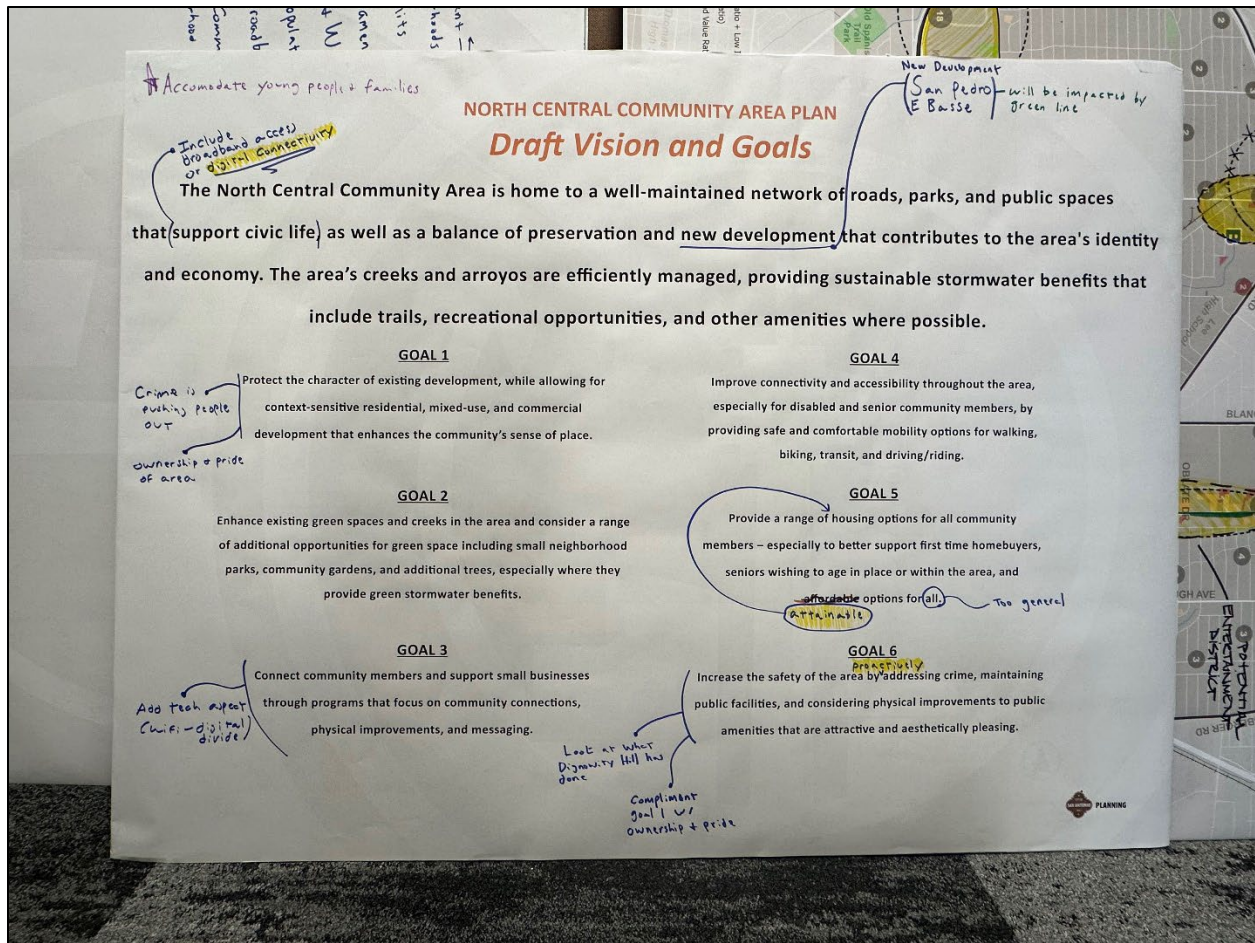 Accomodate young people + families
New Development
(San Pedro) will be impacted by
(E Basse green line
NORTH CENTRAL COMMUNITY AREA PLAN
Draft Vision and Goals
Include
broadband access
or digital connectivity
The North Central Community Area is home to a well-maintained network of roads, parks, and public spaces
that (support civic life) as well as a balance of preservation and new development that contributes to the area's identity
and economy. The area's creeks and arroyos are efficiently managed, providing sustainable stormwater benefits that
include trails, recreational opportunities, and other amenities where possible.
GOAL 1
Protect the character of existing development, while allowing for
context-sensitive residential, mixed-use, and commercial
development that enhances the community's sense of place.
Crime is
pushing people
out
ownership + pride
of area
GOAL 2
Enhance existing green spaces and creeks in the area and consider a range
of additional opportunities for green space including small neighborhood
parks, community gardens, and additional trees, especially where they
provide green stormwater benefits.
GOAL 3
Connect community members and support small businesses
through programs that focus on community connections,
physical improvements, and messaging.
Add tech aspect
(wifi - digital
divide)
GOAL 4
Improve connectivity and accessibility throughout the area,
especially for disabled and senior community members, by
providing safe and comfortable mobility options for walking,
biking, transit, and driving/riding.
GOAL 5
Provide a range of housing options for all community
members – especially to better support first time homebuyers,
seniors wishing to age in place or within the area, and
affordable options for all. Too general
attainable
GOAL 6
proactively
Increase the safety of the area by addressing crime, maintaining
public facilities, and considering physical improvements to public
amenities that are attractive and aesthetically pleasing.
Look at what
Dignowity Hill has
done
Compliment
goal 1 w/
ownership + pride
PLANNING
Old Spanish
Trail
Park
18
High School
Lee
BLAN
GH AVE
POTENTIAL
ENTERTAINMENT
DISTRICT
ER RD